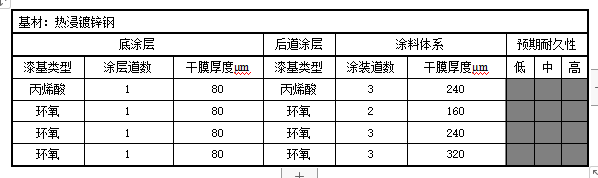 基材：热浸镀锌钢
底涂层 后道涂层 涂料体系 预期耐久性
漆基类型 涂层道数 干膜厚度μm 漆基类型 涂装道数 干膜厚度μm 低 中 高
丙烯酸 1 80 丙烯酸 3 240
环氧 1 80 环氧 2 160
环氧 1 80 环氧 3 240
环氧 1 80 环氧 3 320